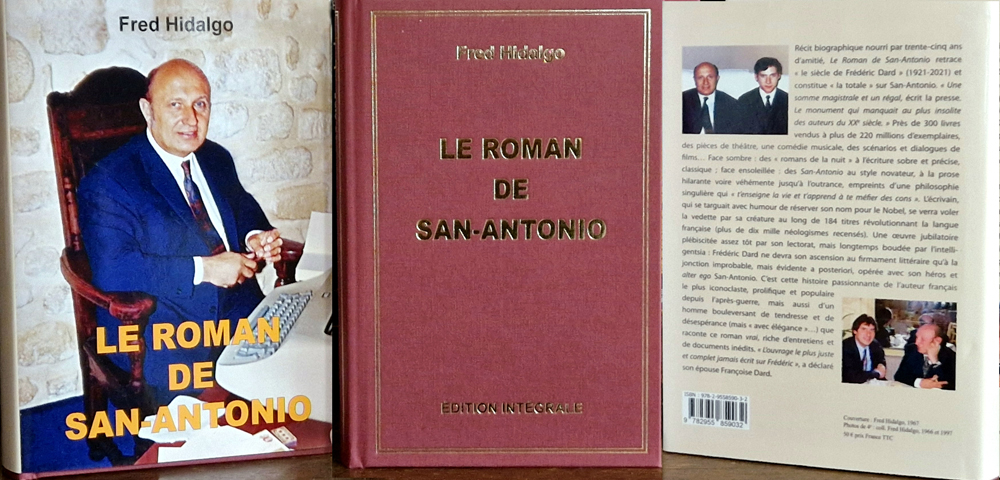 Fred Hidalgo
LE ROMAN
DE
SAN-ANTONIO
Fred Hidalgo
LE ROMAN
DE
SAN-ANTONIO
ÉDITION INTÉGRALE
Récit biographique nourri par trente-cinq ans
d'amitié, Le Roman de San-Antonio retrace
« le siècle de Frédéric Dard » (1921-2021) et
constitue « la totale » sur San-Antonio. « Une
somme magistrale et un régal, écrit la presse.
Le monument qui manquait au plus insolite
des auteurs du XXe siècle. » Près de 300 livres
vendus à plus de 220 millions d'exemplaires,
des pièces de théâtre, une comédie musicale, des scénarios et dialogues de
films... Face sombre : des « romans de la nuit » à l'écriture sobre et précise,
classique ; face ensoleillée : des San-Antonio au style novateur, à la prose
hilarante voire véhémente jusqu'à l'outrance, empreints d'une philosophie
singulière qui « t'enseigne la vie et t'apprend à te méfier des cons ». L'écrivain,
qui se targuait avec humour de réserver son nom pour le Nobel, se verra voler
la vedette par sa créature au long de 184 titres révolutionnant la langue
française (plus de dix mille néologismes recensés). Une œuvre jubilatoire
plébiscitée assez tôt par son lectorat, mais longtemps boudée par l'intelli-
gentsia : Frédéric Dard ne devra son ascension au firmament littéraire qu'à la
jonction improbable, mais évidente a posteriori, opérée avec son héros et
alter ego San-Antonio. C'est cette histoire passionnante de l'auteur français
le plus iconoclaste, prolifique et populaire
depuis l'après-guerre, mais aussi d'un
homme bouleversant de tendresse et de
désespérance (mais « avec élégance »...) que
raconte ce roman vrai, riche d'entretiens et
de documents inédits. « L'ouvrage le plus juste
et complet jamais écrit sur Frédéric », a déclaré
son épouse Françoise Dard.
ISBN : 978-2-9558590-3-2
9 782955 859032
Couverture : Fred Hidalgo, 1987
Photos de 4e : coll. Fred Hidalgo, 1966 et 1997
59 € prix France TTC